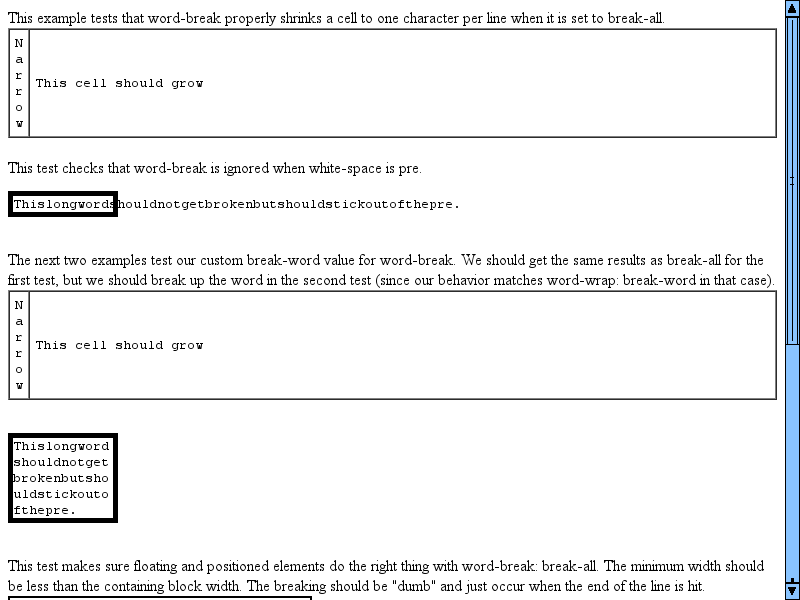 This example tests that word-break properly shrinks a cell to one character per line when it is set to break-all.
N
a
r
r
o
w
This cell should grow
This test checks that word-break is ignored when white-space is pre.
Thislongwordshouldnotgetbrokenbutshouldstickoutofthepre.
The next two examples test our custom break-word value for word-break. We should get the same results as break-all for the
first test, but we should break up the word in the second test (since our behavior matches word-wrap: break-word in that case).
N
a
r
r
o
w
This cell should grow
Thislongword
shouldnotget
brokenbutsho
uldstickouto
fthepre.
This test makes sure floating and positioned elements do the right thing with word-break: break-all. The minimum width should
be less than the containing block width. The breaking should be "dumb" and just occur when the end of the line is hit.